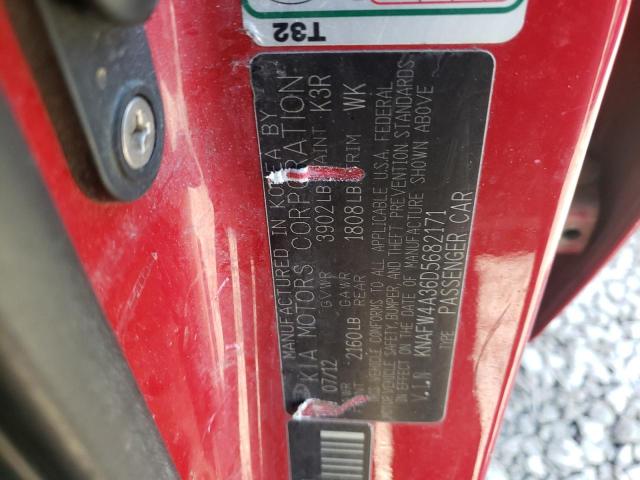 T32
MANUFACTURED IN KOREA BY
KIA MOTORS CORPORATION
07/12 GVWR 3902LB PAINT K3R
GAWR FRONT 2160LB GAWR REAR 1808LB TRIM WK
THIS VEHICLE CONFORMS TO ALL APPLICABLE U.S.A. FEDERAL
MOTOR VEHICLE SAFETY, BUMPER, AND THEFT PREVENTION STANDARDS
IN EFFECT ON THE DATE OF MANUFACTURE SHOWN ABOVE
V.I.N KNAFW4A36D5682171
PASSENGER CAR